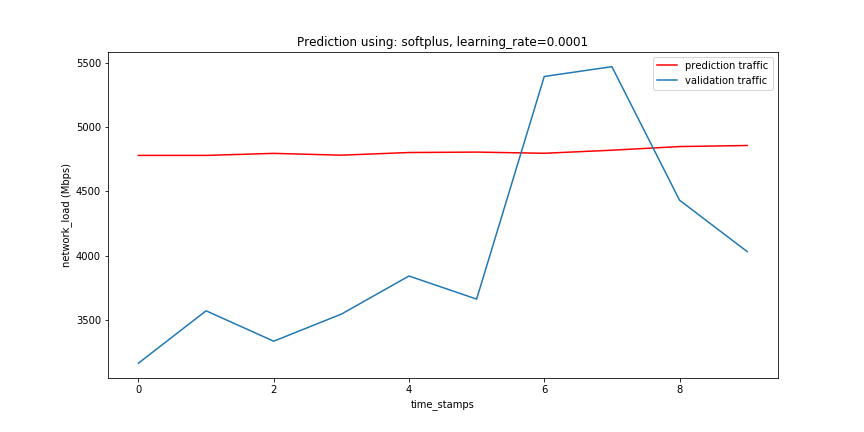 Prediction using: softplus, learning_rate=0.0001
prediction traffic
validation traffic
5500
5000
4500
4000
3500
network_load (Mbps)
0 2 4 6 8
time_stamps